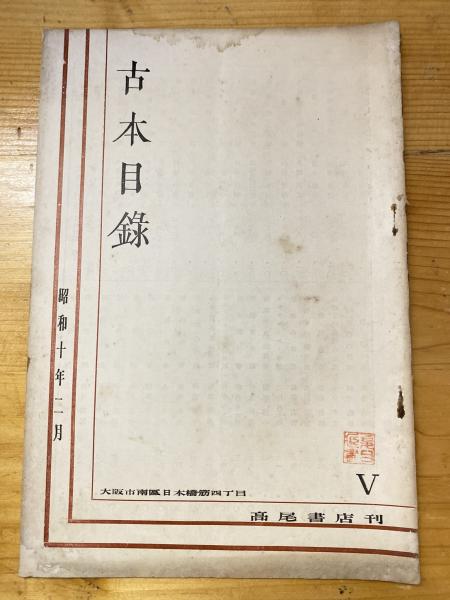 古本目錄
昭和十年二月
V
大阪市南區日本橋筋四丁目
高尾書店刊